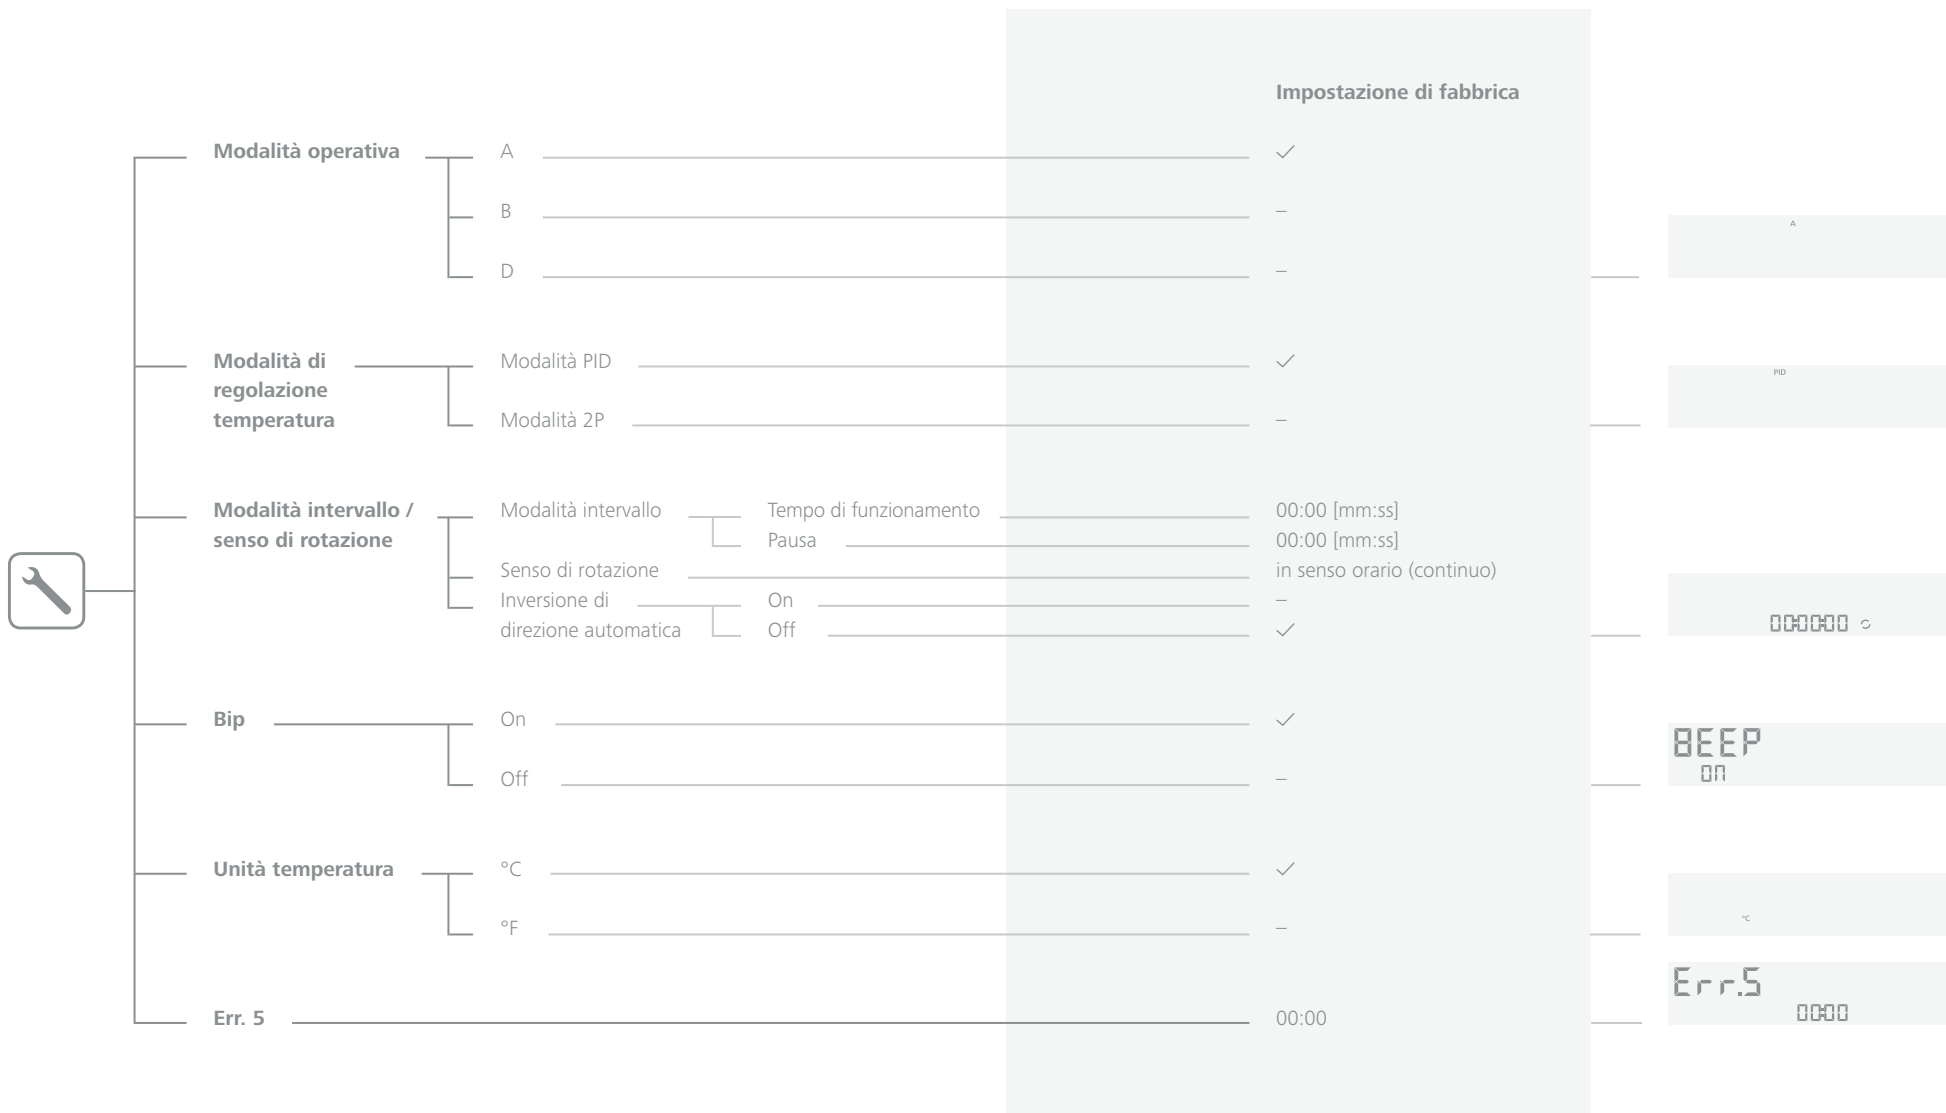 Impostazione di fabbrica
Modalità operativa A ✓
B –
A
D –
Modalità di Modalità PID ✓
PID
regolazione
temperatura Modalità 2P –
Modalità intervallo / Modalità intervallo Tempo di funzionamento 00:00 [mm:ss]
senso di rotazione Pausa 00:00 [mm:ss]
Senso di rotazione in senso orario (continuo)
Inversione di On –
direzione automatica Off ✓
00:00:00
Bip On ✓
BEEP
Off –
on
Unità temperatura °C ✓
°C
°F –
Err.5
Err. 5 00:00
00:00